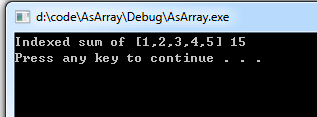 d:\code\AsArray\Debug\AsArray.exe
Indexed sum of [1,2,3,4,5] 15
Press any key to continue . . .